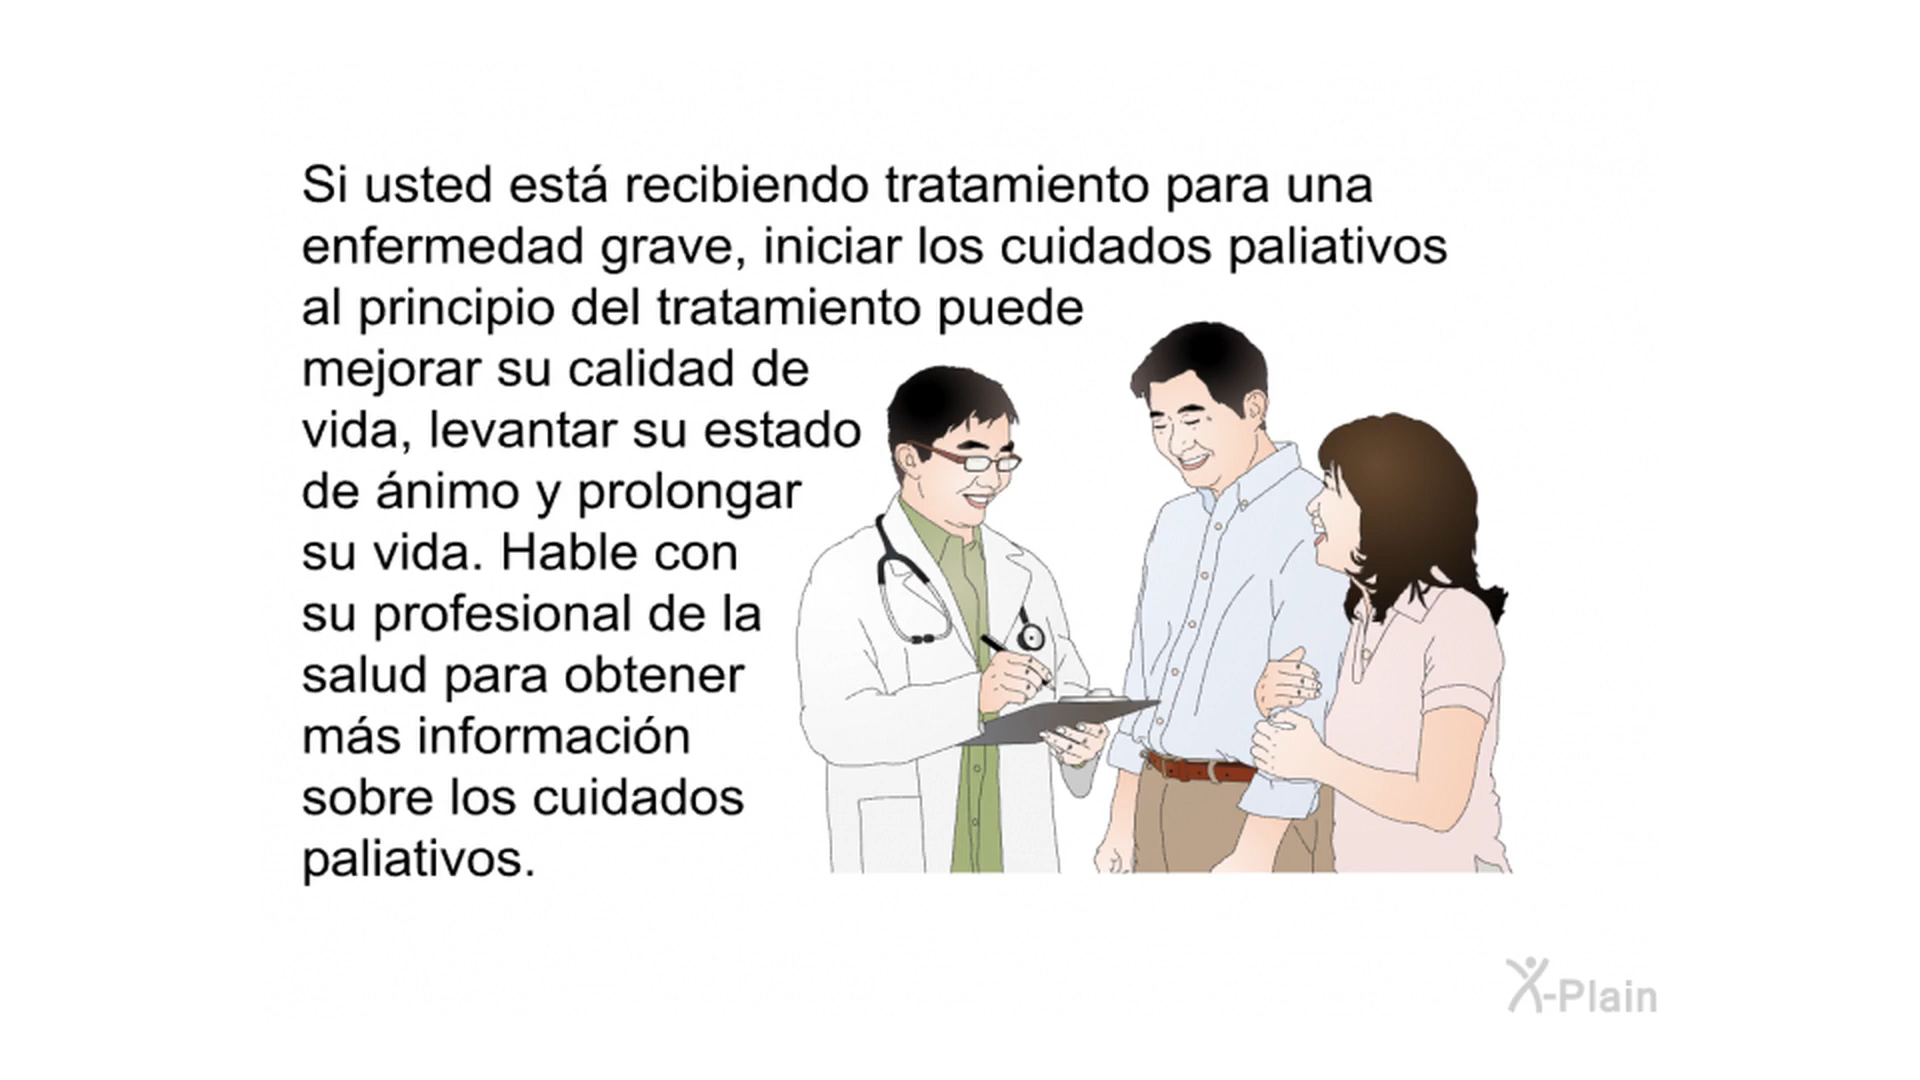 Si usted está recibiendo tratamiento para una
enfermedad grave, iniciar los cuidados paliativos
al principio del tratamiento puede
mejorar su calidad de
vida, levantar su estado
de ánimo y prolongar
su vida. Hable con
su profesional de la
salud para obtener
más información
sobre los cuidados
paliativos.
X-Plain